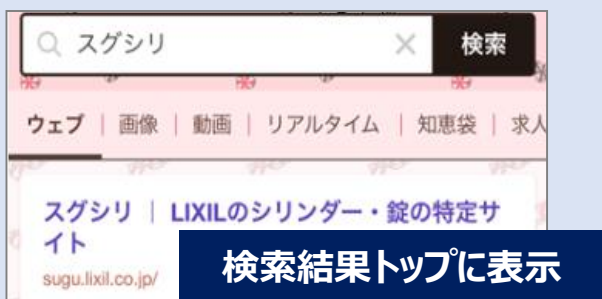 スグシリ
検索
ウェブ | 画像 | 動画 | リアルタイム | 知恵袋 | 求人
スグシリ | LIXILのシリンダー・錠の特定サ
イト
sugu.lixil.co.jp/
検索結果トップに表示